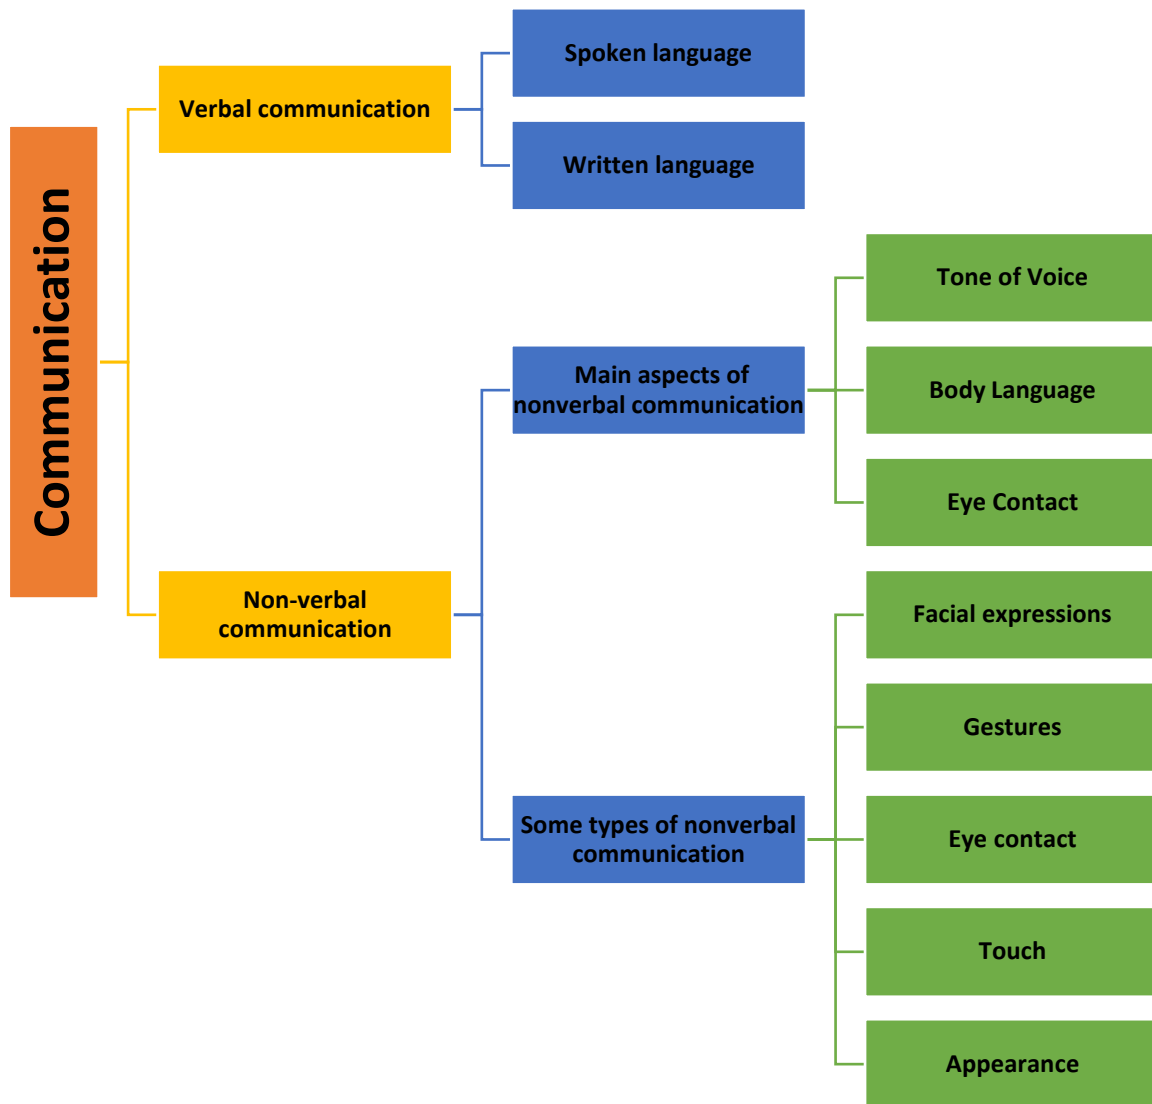 Communication
Verbal communication
Spoken language
Written language
Non-verbal
communication
Main aspects of
nonverbal communication
Tone of Voice
Body Language
Eye Contact
Some types of nonverbal
communication
Facial expressions
Gestures
Eye contact
Touch
Appearance